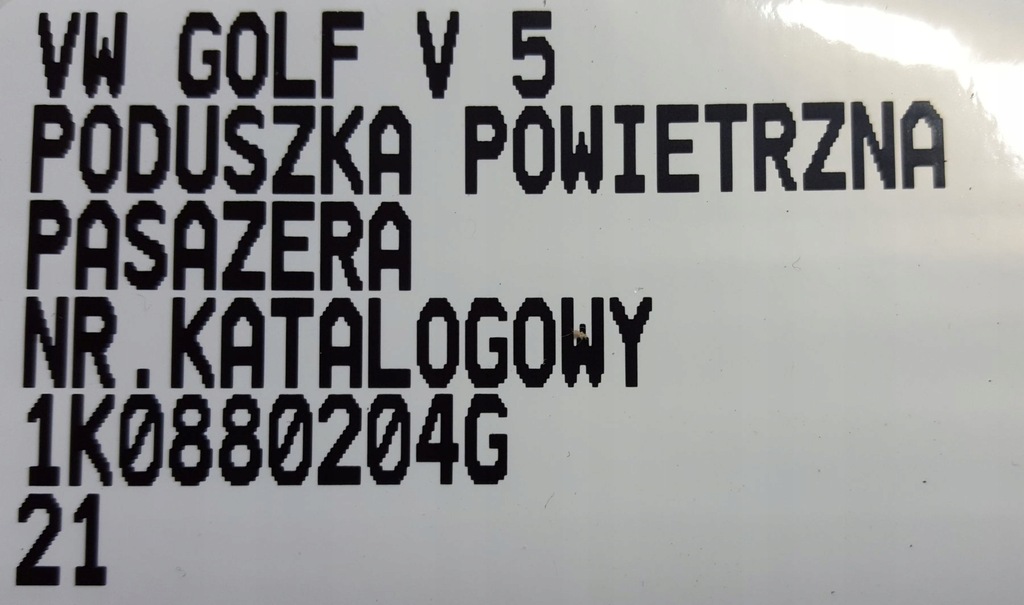 VW GOLF V 5
PODUSZKA POWIETRZNA
PASAZERA
NR.KATALOGOWY
1K0880204G
21